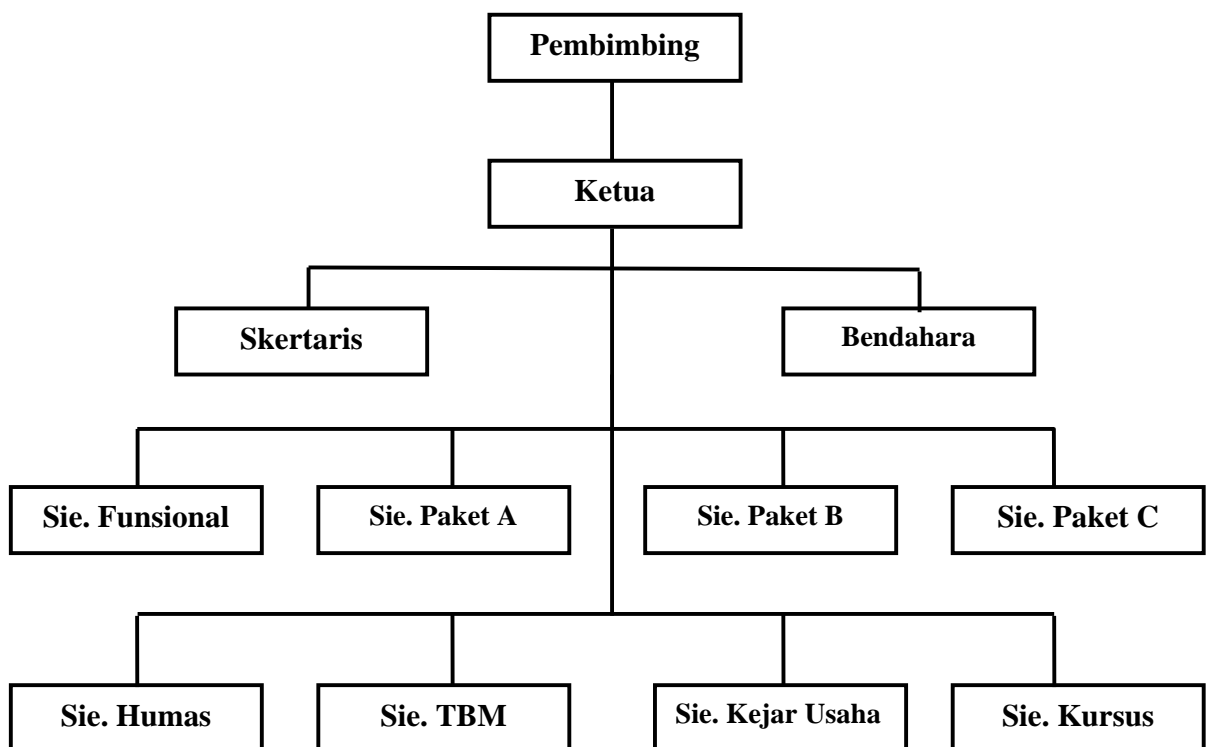 Pembimbing
Ketua
Skertaris
Bendahara
Sie. Funsional
Sie. Paket A
Sie. Paket B
Sie. Paket C
Sie. Humas
Sie. TBM
Sie. Kejar Usaha
Sie. Kursus